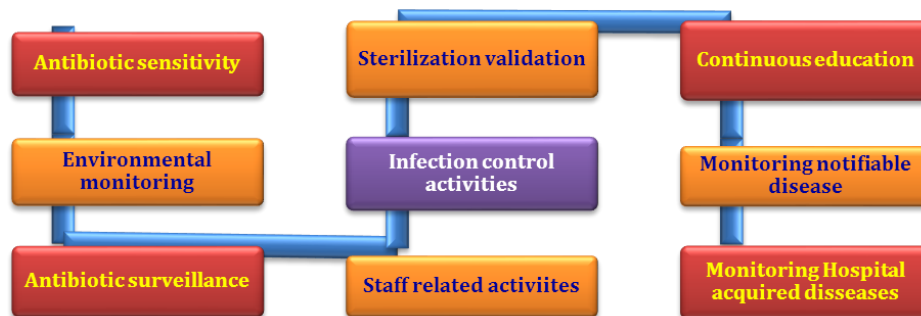 Antibiotic sensitivity
Environmental
monitoring
Antibiotic surveillance
Sterilization validation
Infection control
activities
Staff related activiites
Continuous education
Monitoring notifiable
disease
Monitoring Hospital
acquired disseases